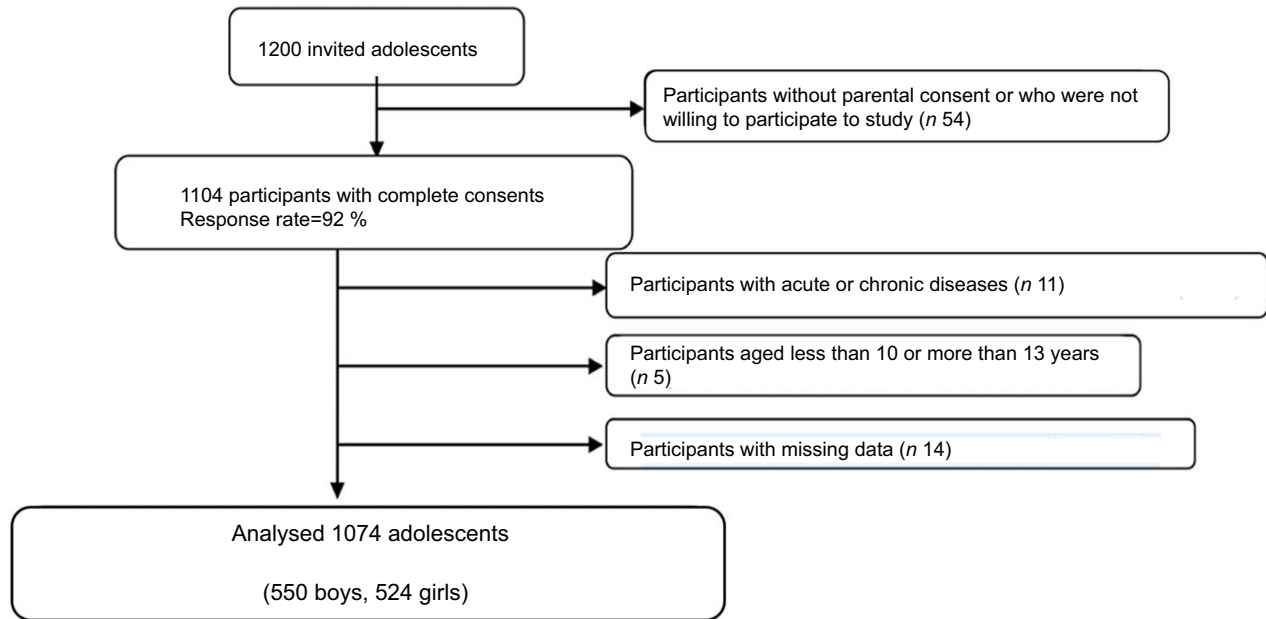 1200 invited adolescents
Participants without parental consent or who were not
willing to participate to study (n 54)
1104 participants with complete consents
Response rate=92 %
Participants with acute or chronic diseases (n 11)
Participants aged less than 10 or more than 13 years
(n 5)
Participants with missing data (n 14)
Analysed 1074 adolescents
(550 boys, 524 girls)